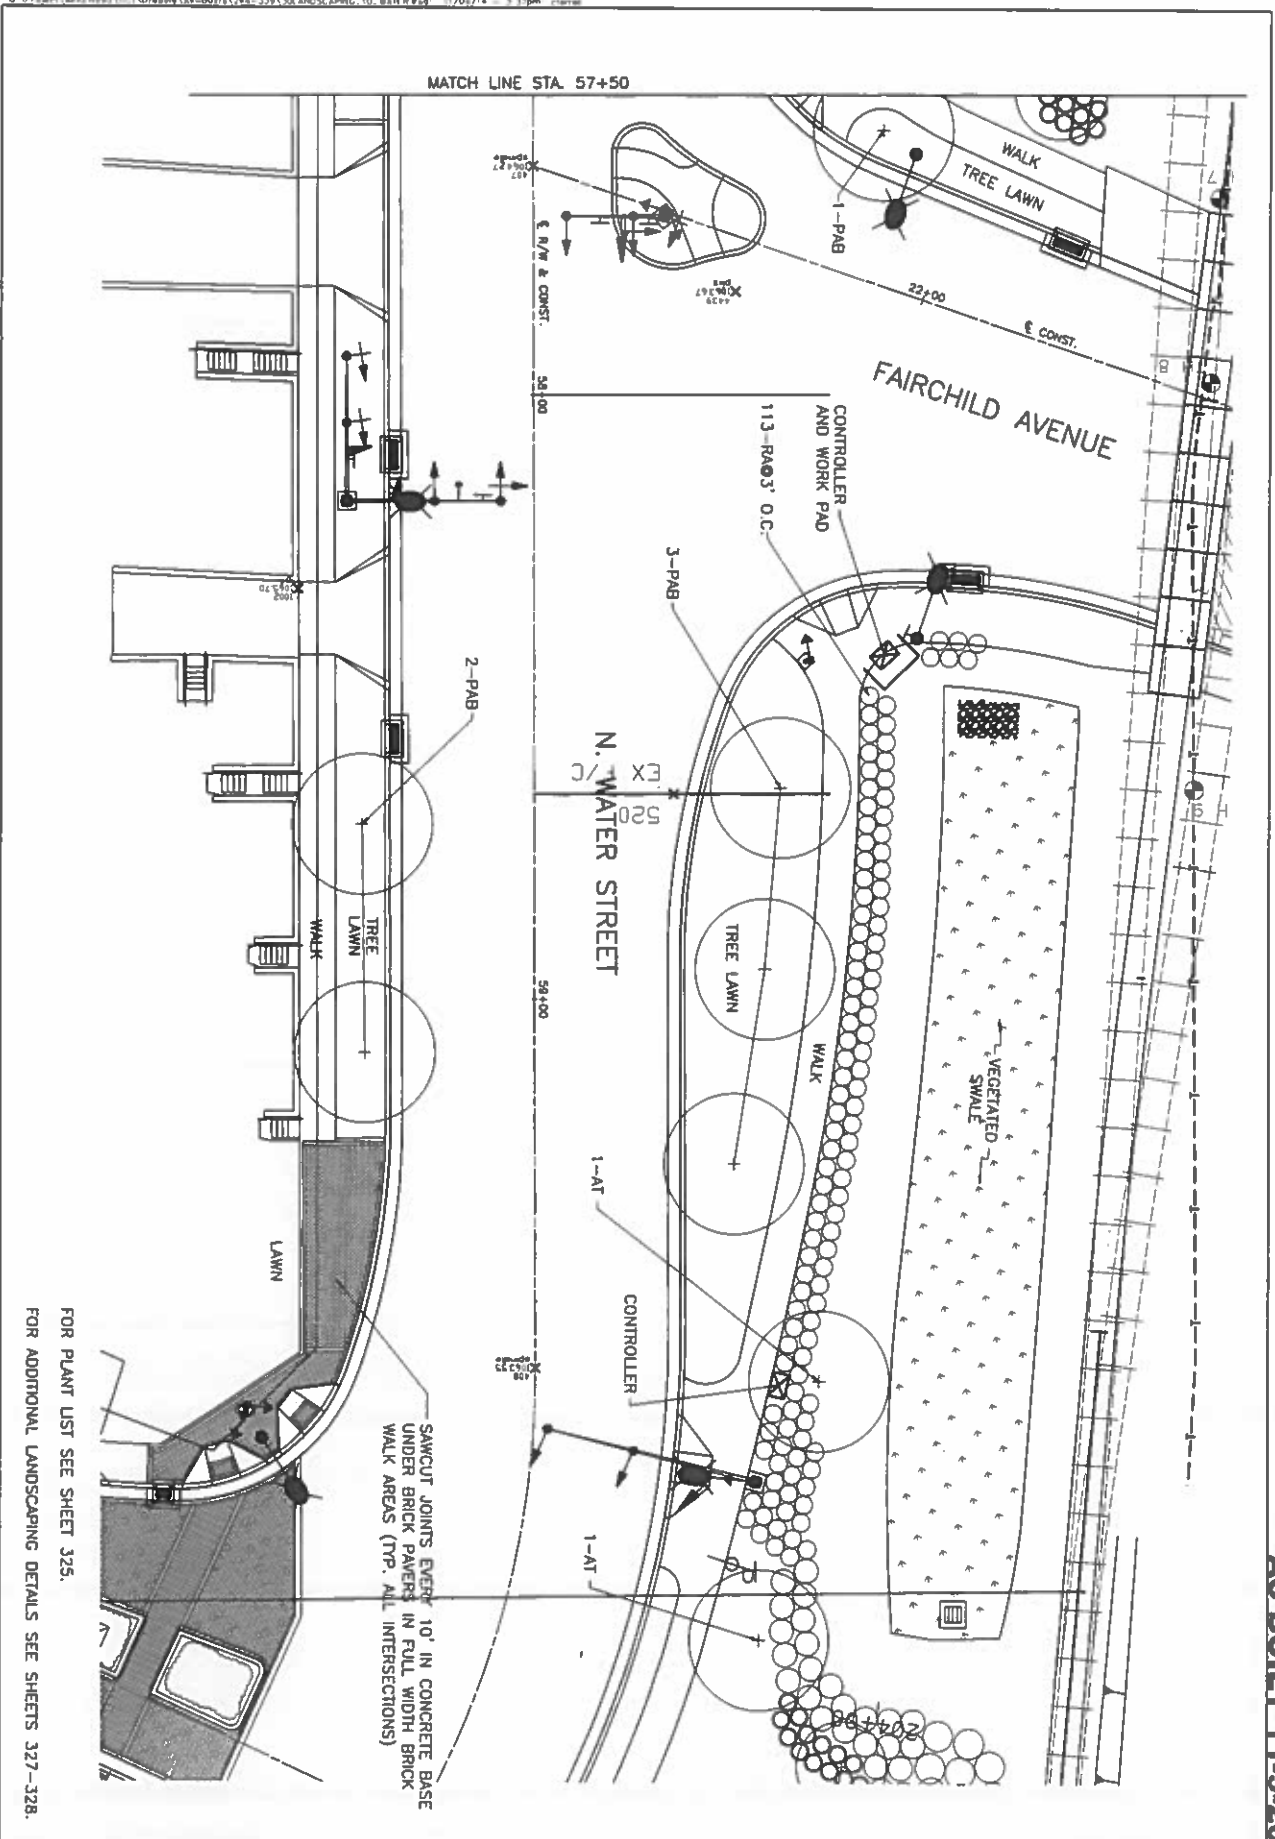 MATCH LINE STA. 57+50
WALK
TREE LAWN
1-PAB
22+00
℄ CONST.
FAIRCHILD AVENUE
℄ R/W & CONST.
58+00
CONTROLLER
AND WORK PAD
113-RA@3' O.C.
3-PAB
2-PAB
N. WATER STREET
EX
520
TREE
LAWN
WALK
59+00
TREE LAWN
WALK
VEGETATED
SWALE
1-AT
LAWN
CONTROLLER
1-AT
SAWCUT JOINTS EVERY 10' IN CONCRETE BASE
UNDER BRICK PAVERS IN FULL WIDTH BRICK
WALK AREAS (TYP. ALL INTERSECTIONS)
FOR PLANT LIST SEE SHEET 325.
FOR ADDITIONAL LANDSCAPING DETAILS SEE SHEETS 327-328.